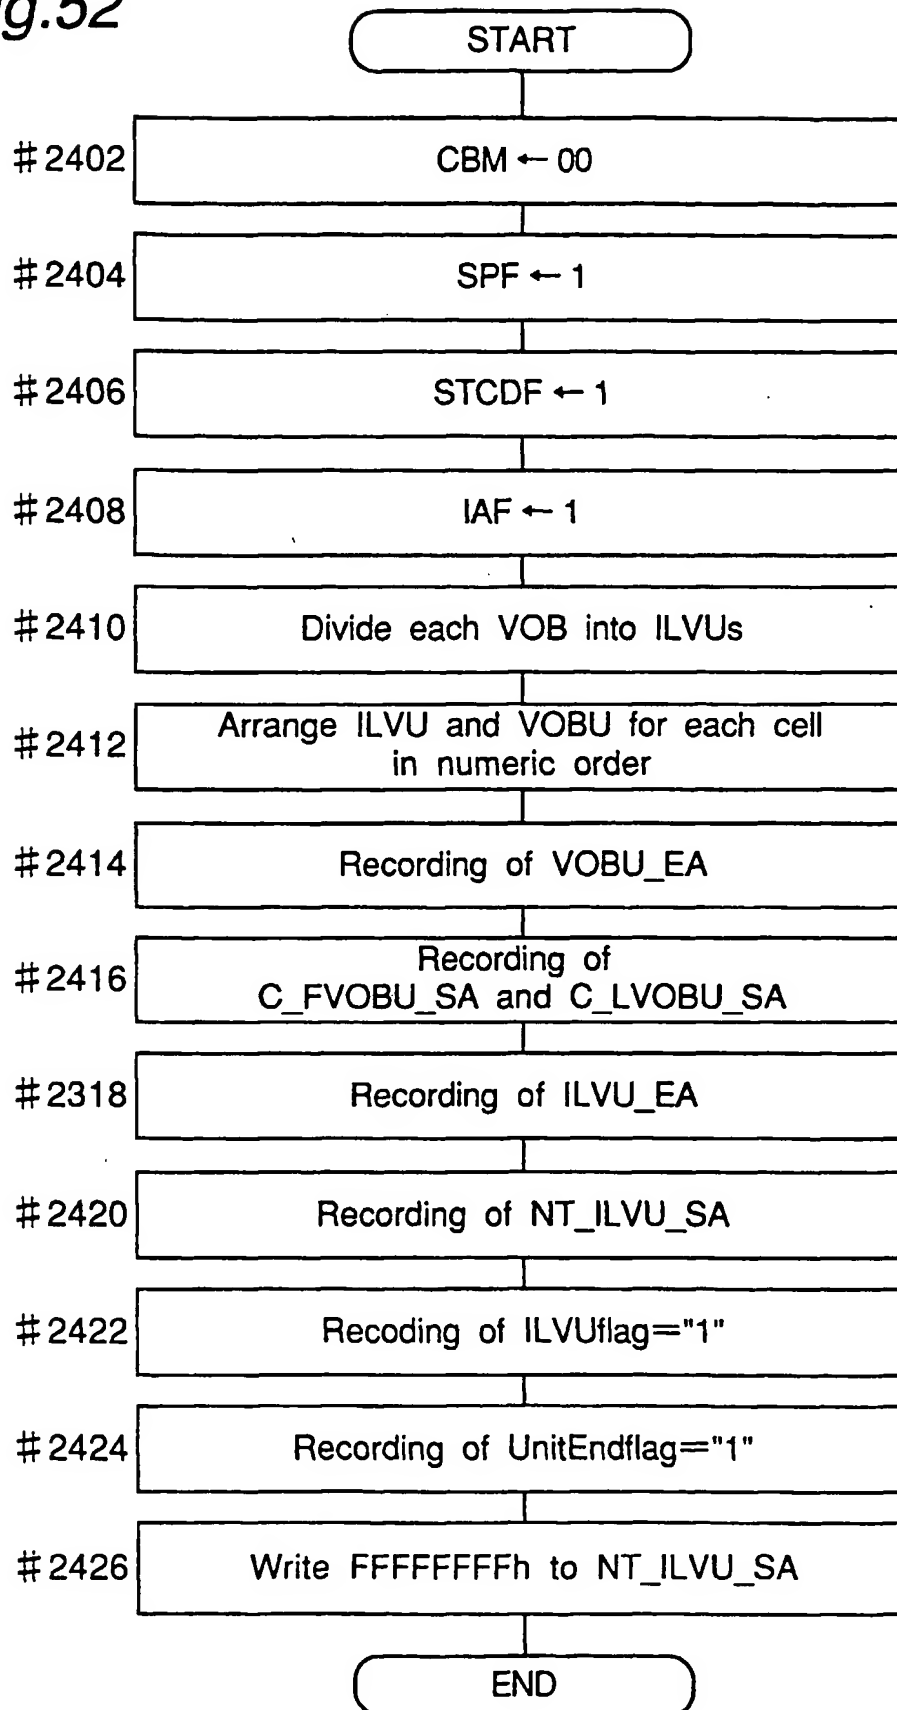 g.52
START
#2402 CBM ← 00
#2404 SPF ← 1
#2406 STCDF ← 1
#2408 IAF ← 1
#2410 Divide each VOB into ILVUs
#2412 Arrange ILVU and VOBU for each cell
in numeric order
#2414 Recording of VOBU_EA
#2416 Recording of
C_FVOBU_SA and C_LVOBU_SA
#2318 Recording of ILVU_EA
#2420 Recording of NT_ILVU_SA
#2422 Recoding of ILVUflag="1"
#2424 Recording of UnitEndflag="1"
#2426 Write FFFFFFFFh to NT_ILVU_SA
END